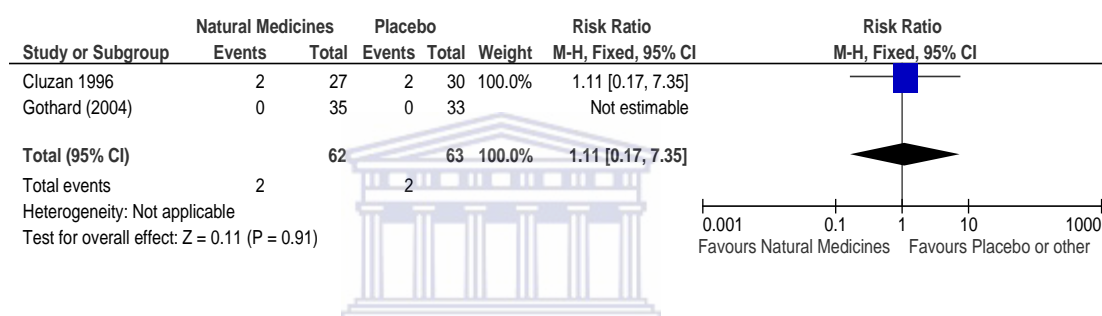 Natural Medicines Placebo Risk Ratio Risk Ratio
Study or Subgroup Events Total Events Total Weight M-H, Fixed, 95% CI M-H, Fixed, 95% CI
Cluzan 1996 2 27 2 30 100.0% 1.11 [0.17, 7.35]
Gothard (2004) 0 35 0 33 Not estimable
Total (95% CI) 62 63 100.0% 1.11 [0.17, 7.35]
Total events 2 2
Heterogeneity: Not applicable
Test for overall effect: Z = 0.11 (P = 0.91)
0.001 0.1 1 10 1000
Favours Natural Medicines Favours Placebo or other